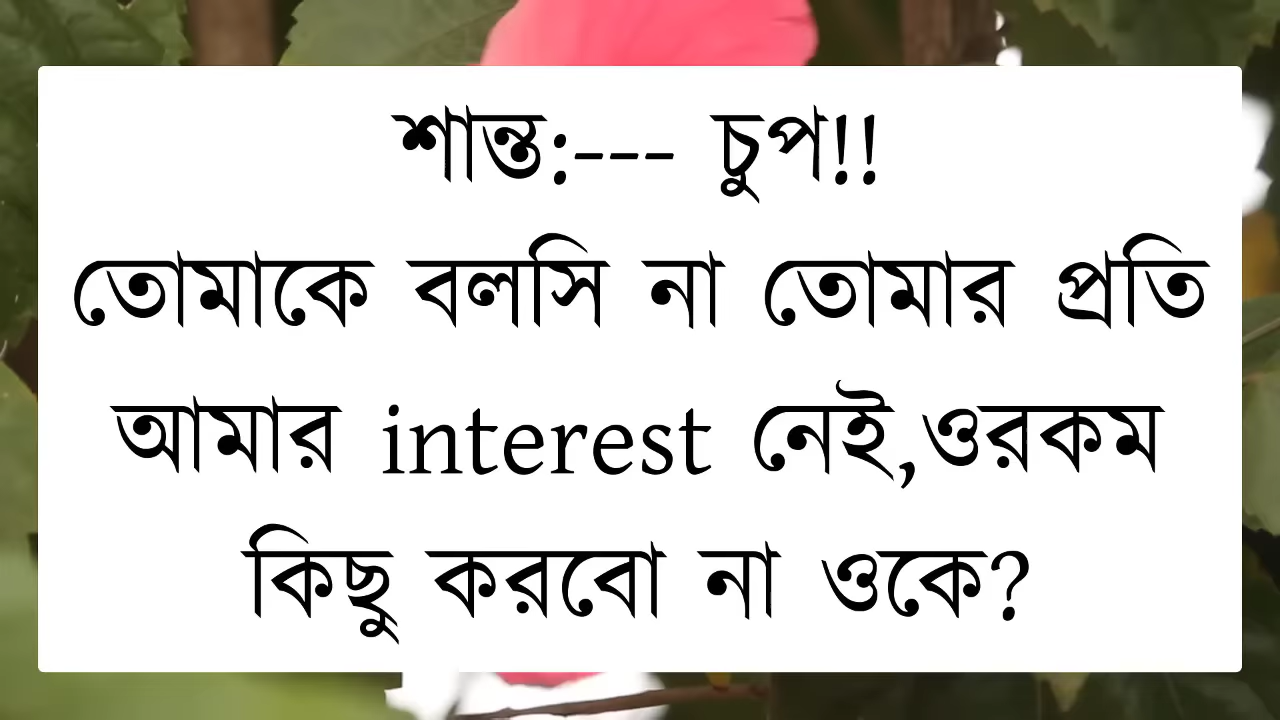 শান্ত:--- চুপ!!
তোমাকে বলসি না তোমার প্রতি
আমার interest নেই,ওরকম
কিছু করবো না ওকে?